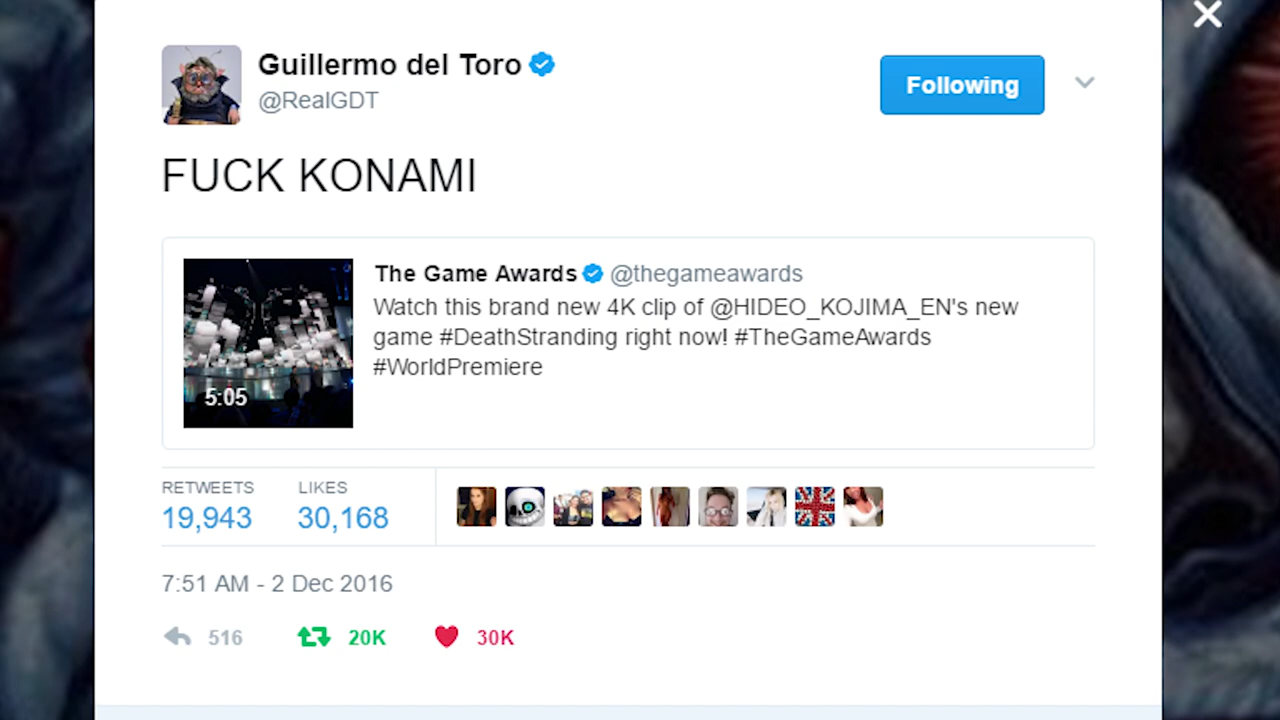 Guillermo del Toro
@RealGDT
Following
FUCK KONAMI
The Game Awards @thegameawards
Watch this brand new 4K clip of @HIDEO_KOJIMA_EN's new
game #DeathStranding right now! #TheGameAwards
#WorldPremiere
5:05
RETWEETS LIKES
19,943 30,168
7:51 AM - 2 Dec 2016
516 20K 30K